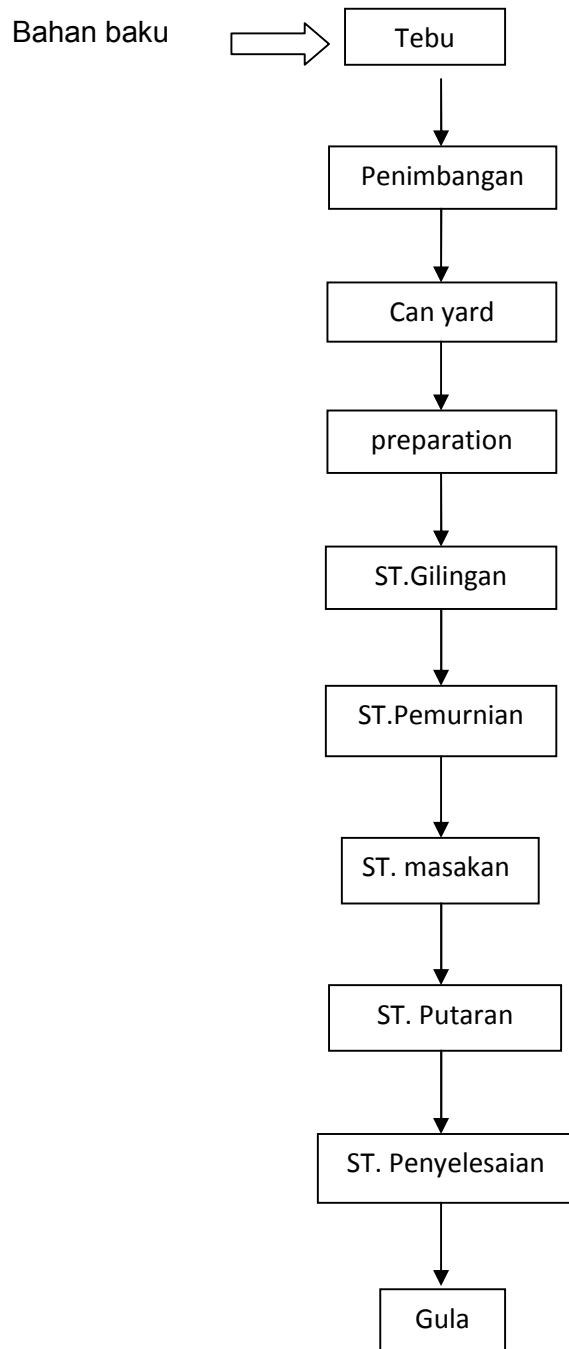 Bahan baku
Tebu
Penimbangan
Can yard
preparation
ST.Gilingan
ST.Pemurnian
ST. masakan
ST. Putaran
ST. Penyelesaian
Gula